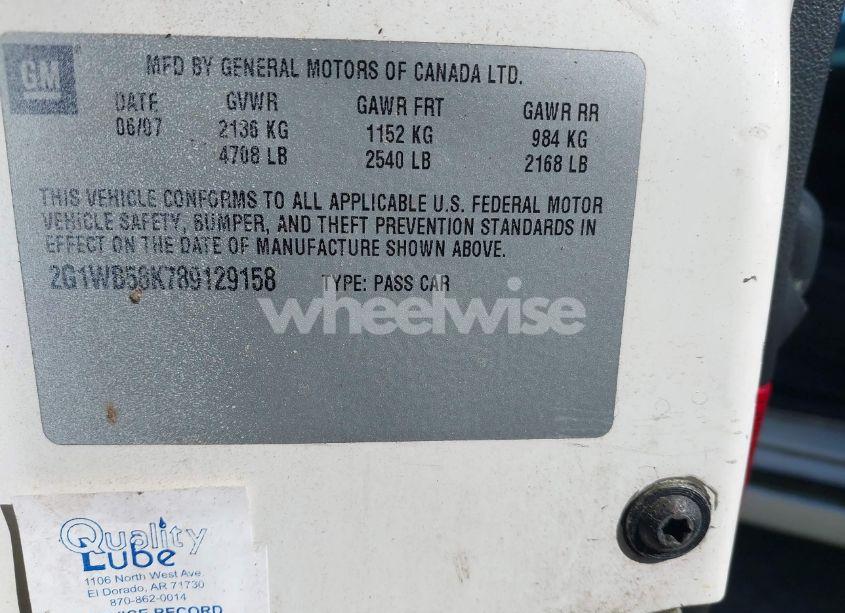 GM
MFD BY GENERAL MOTORS OF CANADA LTD.
DATE GVWR GAWR FRT GAWR RR
06/07 2136 KG 1152 KG 984 KG
4708 LB 2540 LB 2168 LB
THIS VEHICLE CONFORMS TO ALL APPLICABLE U.S. FEDERAL MOTOR
VEHICLE SAFETY, BUMPER, AND THEFT PREVENTION STANDARDS IN
EFFECT ON THE DATE OF MANUFACTURE SHOWN ABOVE.
2G1WB58K789129158 TYPE: PASS CAR
wheelwise
Quality
Lube
1106 North West Ave.
El Dorado, AR 71730
870-862-0014
RECORD